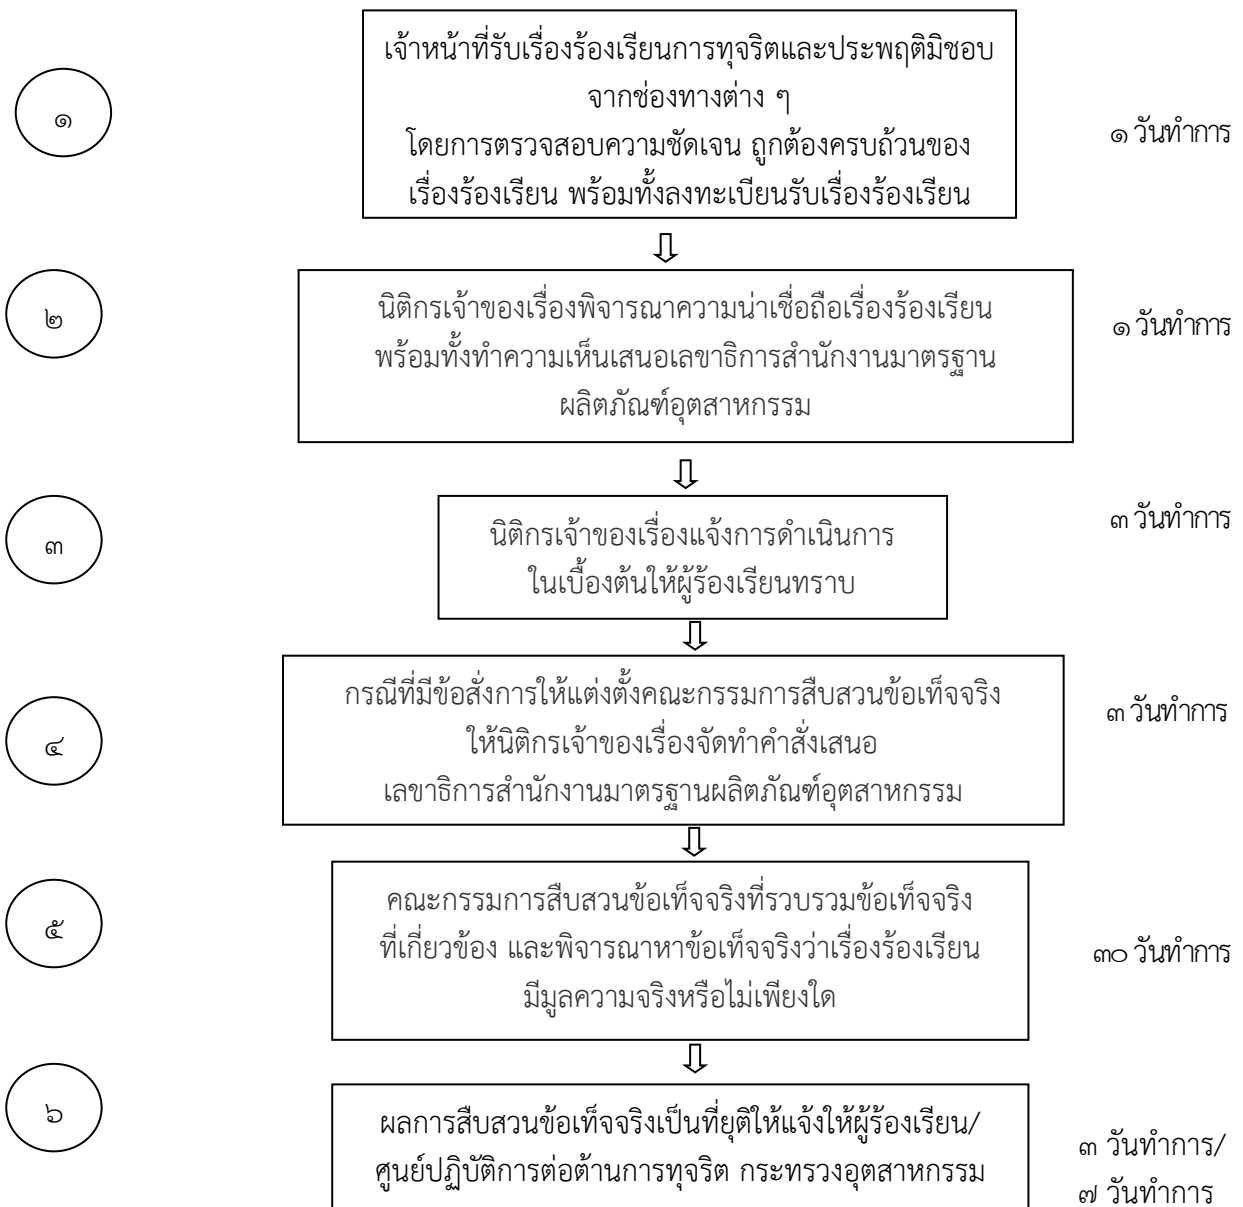 ๑
เจ้าหน้าที่รับเรื่องร้องเรียนการทุจริตและประพฤติมิชอบ
จากช่องทางต่าง ๆ
โดยการตรวจสอบความชัดเจน ถูกต้องครบถ้วนของ
เรื่องร้องเรียน พร้อมทั้งลงทะเบียนรับเรื่องร้องเรียน
๑ วันทำการ
๒
นิติกรเจ้าของเรื่องพิจารณาความน่าเชื่อถือเรื่องร้องเรียน
พร้อมทั้งทำความเห็นเสนอเลขาธิการสำนักงานมาตรฐาน
ผลิตภัณฑ์อุตสาหกรรม
๑ วันทำการ
๓
นิติกรเจ้าของเรื่องแจ้งการดำเนินการ
ในเบื้องต้นให้ผู้ร้องเรียนทราบ
๓ วันทำการ
๔
กรณีที่มีข้อสั่งการให้แต่งตั้งคณะกรรมการสืบสวนข้อเท็จจริง
ให้นิติกรเจ้าของเรื่องจัดทำคำสั่งเสนอ
เลขาธิการสำนักงานมาตรฐานผลิตภัณฑ์อุตสาหกรรม
๓ วันทำการ
๕
คณะกรรมการสืบสวนข้อเท็จจริงที่รวบรวมข้อเท็จจริง
ที่เกี่ยวข้อง และพิจารณาหาข้อเท็จจริงว่าเรื่องร้องเรียน
มีมูลความจริงหรือไม่เพียงใด
๓๐ วันทำการ
๖
ผลการสืบสวนข้อเท็จจริงเป็นที่ยุติให้แจ้งให้ผู้ร้องเรียน/
ศูนย์ปฏิบัติการต่อต้านการทุจริต กระทรวงอุตสาหกรรม
๓ วันทำการ/
๗ วันทำการ